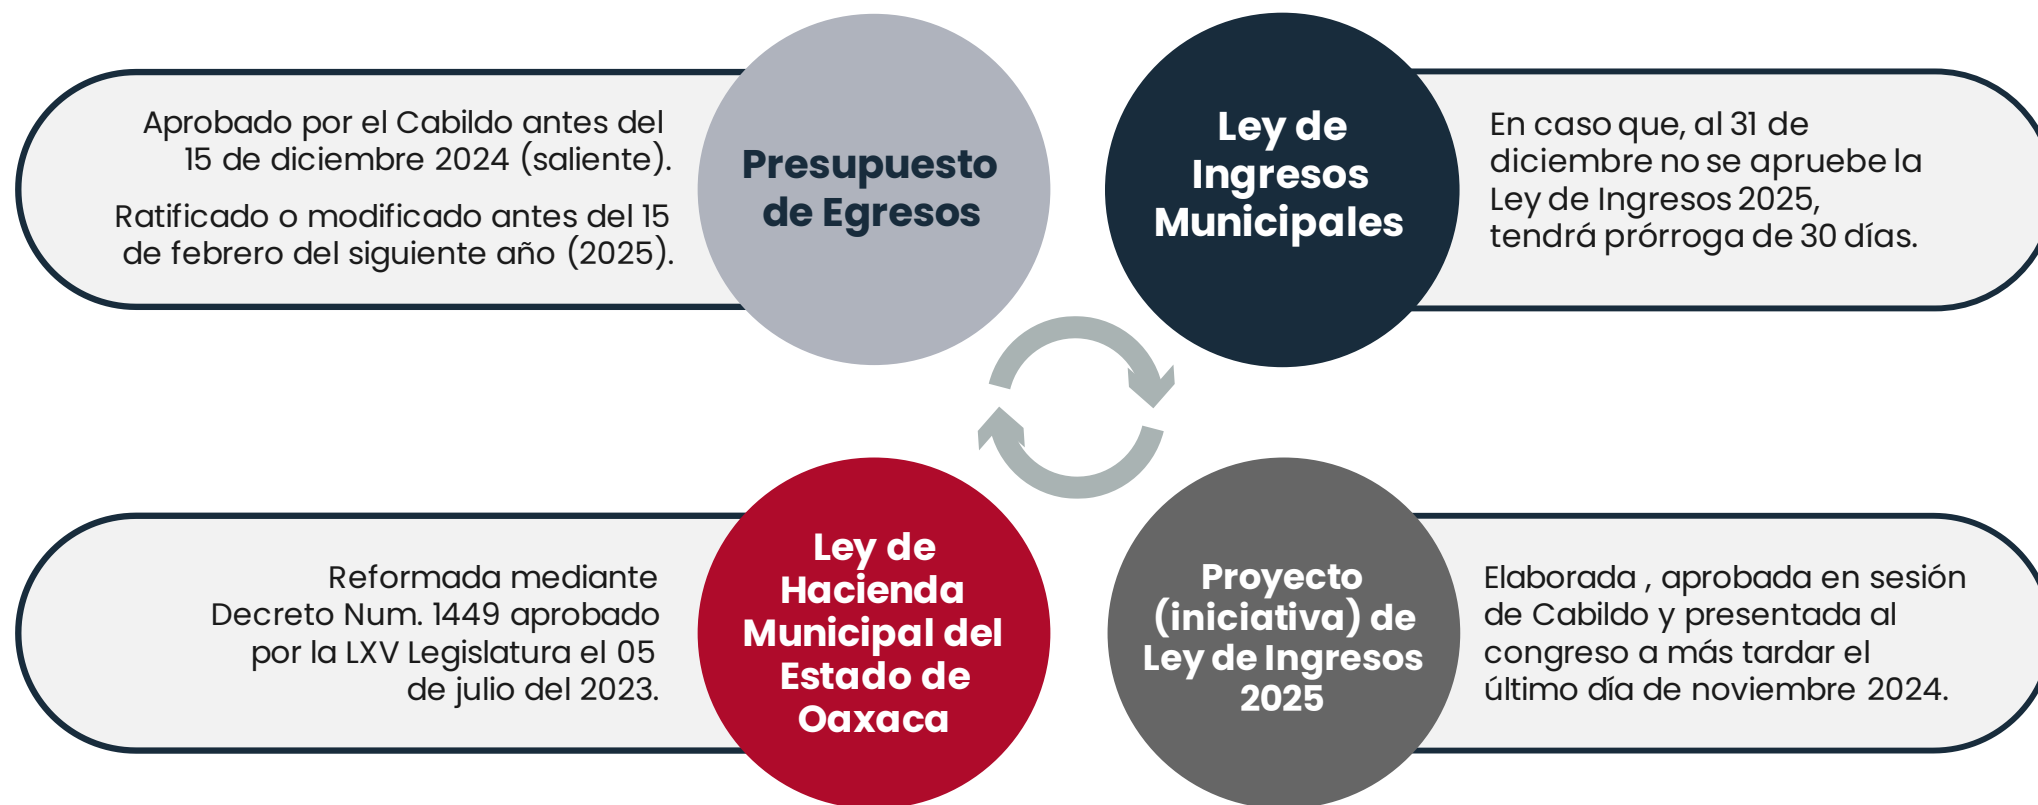 Aprobado por el Cabildo antes del
15 de diciembre 2024 (saliente).
Ratificado o modificado antes del 15
de febrero del siguiente año (2025).
Presupuesto
de Egresos
Ley de
Ingresos
Municipales
En caso que, al 31 de
diciembre no se apruebe la
Ley de Ingresos 2025,
tendrá prórroga de 30 días.
Reformada mediante
Decreto Num. 1449 aprobado
por la LXV Legislatura el 05
de julio del 2023.
Ley de
Hacienda
Municipal del
Estado de
Oaxaca
Proyecto
(iniciativa) de
Ley de Ingresos
2025
Elaborada , aprobada en sesión
de Cabildo y presentada al
congreso a más tardar el
último día de noviembre 2024.